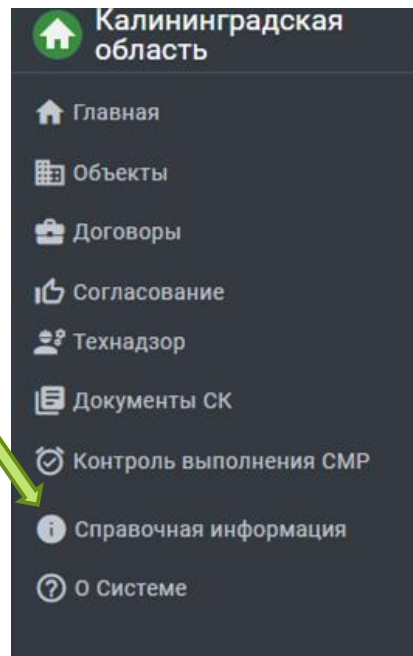 Калининградская
область
Главная
Объекты
Договоры
Согласование
Технадзор
Документы СК
Контроль выполнения СМР
Справочная информация
О Системе